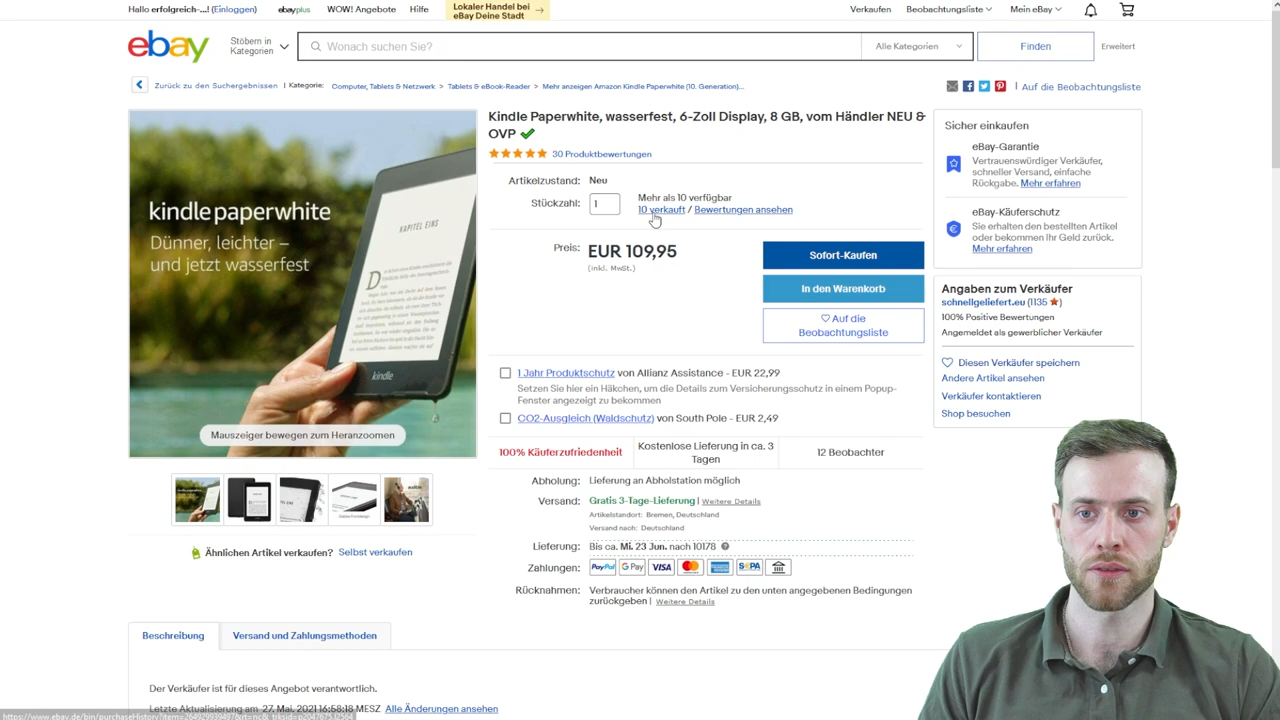 Hallo erfolgreich-...! (Einloggen)
ebayplus
WOW! Angebote
Hilfe
Lokaler Handel bei
eBay Deine Stadt →
Verkaufen
Beobachtungsliste
Mein eBay
ebay
Stöbern in
Kategorien
Wonach suchen Sie?
Alle Kategorien
Finden
Erweitert
Zurück zu den Suchergebnissen | Kategorie: Computer, Tablets & Netzwerk > Tablets & eBook-Reader > Mehr anzeigen Amazon Kindle Paperwhite (10. Generation)...
| Auf die Beobachtungsliste
kindle paperwhite
Dünner, leichter –
und jetzt wasserfest
KAPITEL EINS
kindle
Mauszeiger bewegen zum Heranzoomen
Ähnlichen Artikel verkaufen? Selbst verkaufen
Kindle Paperwhite, wasserfest, 6-Zoll Display, 8 GB, vom Händler NEU &
OVP ✔
30 Produktbewertungen
Artikelzustand: Neu
Stückzahl: 1
Mehr als 10 verfügbar
10 verkauft / Bewertungen ansehen
Preis: EUR 109,95
(inkl. MwSt.)
Sofort-Kaufen
In den Warenkorb
Auf die
Beobachtungsliste
1 Jahr Produktschutz von Allianz Assistance - EUR 22,99
Setzen Sie hier ein Häkchen, um die Details zum Versicherungsschutz in einem Popup-
Fenster angezeigt zu bekommen
CO2-Ausgleich (Waldschutz) von South Pole - EUR 2,49
100% Käuferzufriedenheit
Kostenlose Lieferung in ca. 3
Tagen
12 Beobachter
Abholung: Lieferung an Abholstation möglich
Versand: Gratis 3-Tage-Lieferung | Weitere Details
Artikelstandort: Bremen, Deutschland
Versand nach: Deutschland
Lieferung: Bis ca. Mi. 23 Jun. nach 10178
Zahlungen: PayPal G Pay VISA SEPA
Rücknahmen: Verbraucher können den Artikel zu den unten angegebenen Bedingungen
zurückgeben | Weitere Details
Sicher einkaufen
eBay-Garantie
Vertrauenswürdiger Verkäufer,
schneller Versand, einfache
Rückgabe. Mehr erfahren
eBay-Käuferschutz
Sie erhalten den bestellten Artikel
oder bekommen Ihr Geld zurück.
Mehr erfahren
Angaben zum Verkäufer
schnellgeliefert.eu (1135 ★)
100% Positive Bewertungen
Angemeldet als gewerblicher Verkäufer
Diesen Verkäufer speichern
Andere Artikel ansehen
Verkäufer kontaktieren
Shop besuchen
Beschreibung
Versand und Zahlungsmethoden
Der Verkäufer ist für dieses Angebot verantwortlich.
Letzte Aktualisierung am 27. Mai. 2021 16:58:18 MESZ Alle Änderungen ansehen